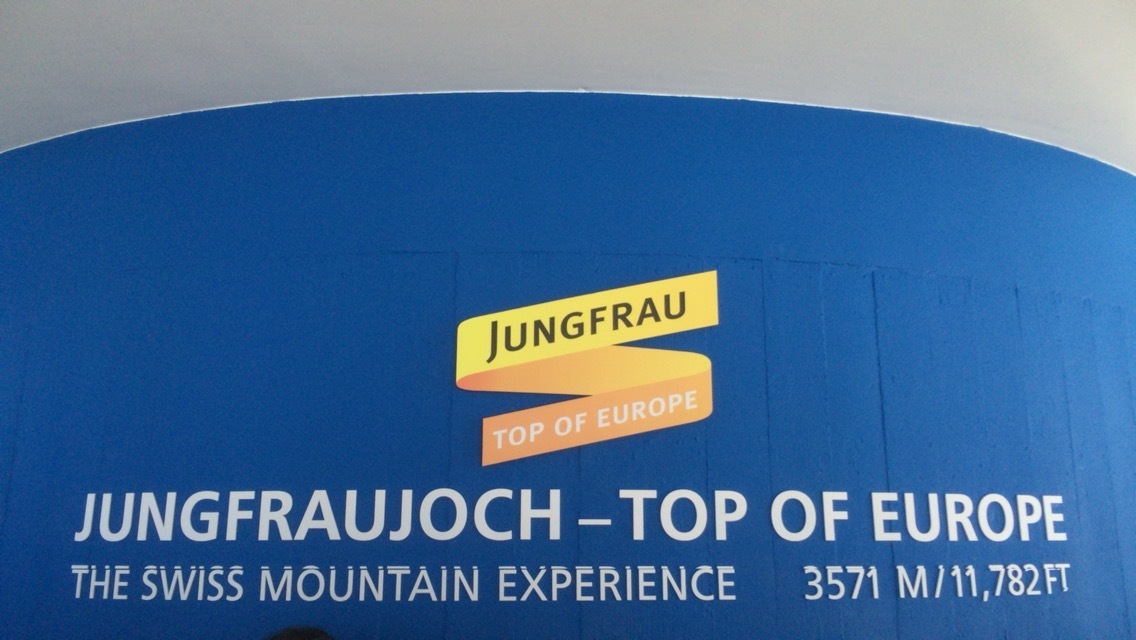 JUNGFRAU
TOP OF EUROPE
JUNGFRAUJOCH – TOP OF EUROPE
THE SWISS MOUNTAIN EXPERIENCE 3571 M/11,782 FT